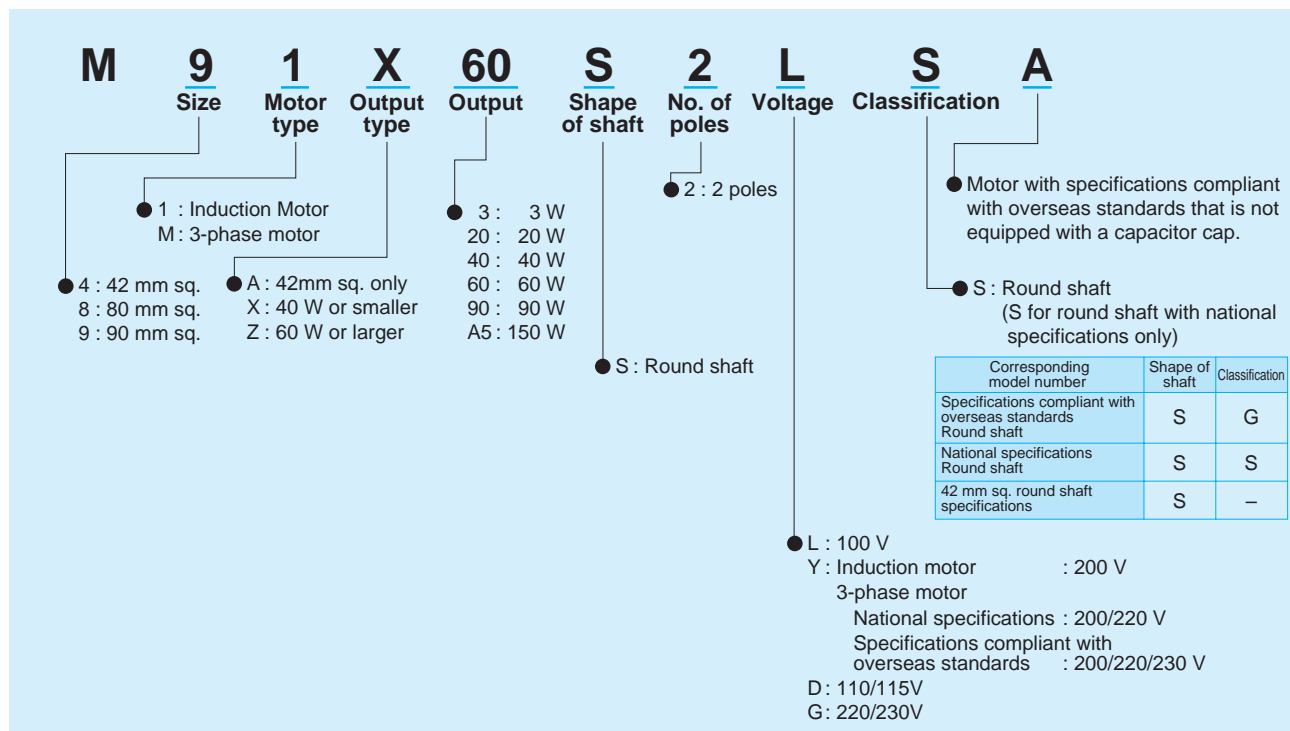 M 9 1 X 60 S 2 L S A
Size Motor type Output type Output Shape of shaft No. of poles Voltage Classification
4 : 42 mm sq.
8 : 80 mm sq.
9 : 90 mm sq.
1 : Induction Motor
M : 3-phase motor
A : 42mm sq. only
X : 40 W or smaller
Z : 60 W or larger
3 : 3 W
20 : 20 W
40 : 40 W
60 : 60 W
90 : 90 W
A5 : 150 W
S : Round shaft
2 : 2 poles
L : 100 V
Y : Induction motor : 200 V
3-phase motor
National specifications : 200/220 V
Specifications compliant with
overseas standards : 200/220/230 V
D : 110/115V
G : 220/230V
Motor with specifications compliant
with overseas standards that is not
equipped with a capacitor cap.
S : Round shaft
(S for round shaft with national
specifications only)
Corresponding
model number
Shape of
shaft
Classification
Specifications compliant with
overseas standards
Round shaft
S G
National specifications
Round shaft
S S
42 mm sq. round shaft
specifications
S –